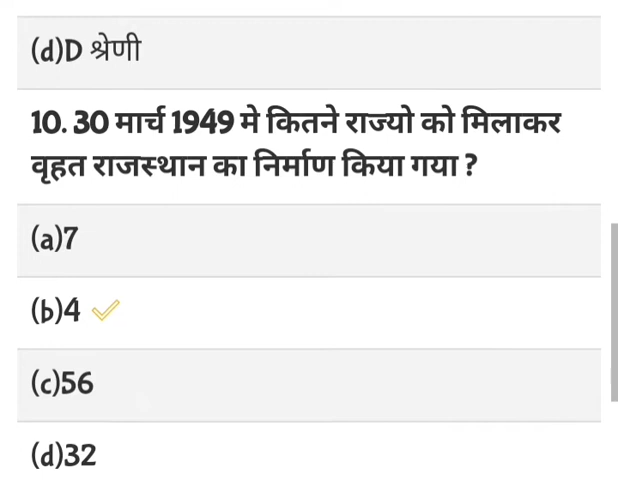 (d)D श्रेणी
10. 30 मार्च 1949 मे कितने राज्यो को मिलाकर
वृहत राजस्थान का निर्माण किया गया ?
(a)7
(b)4
(c)56
(d)32